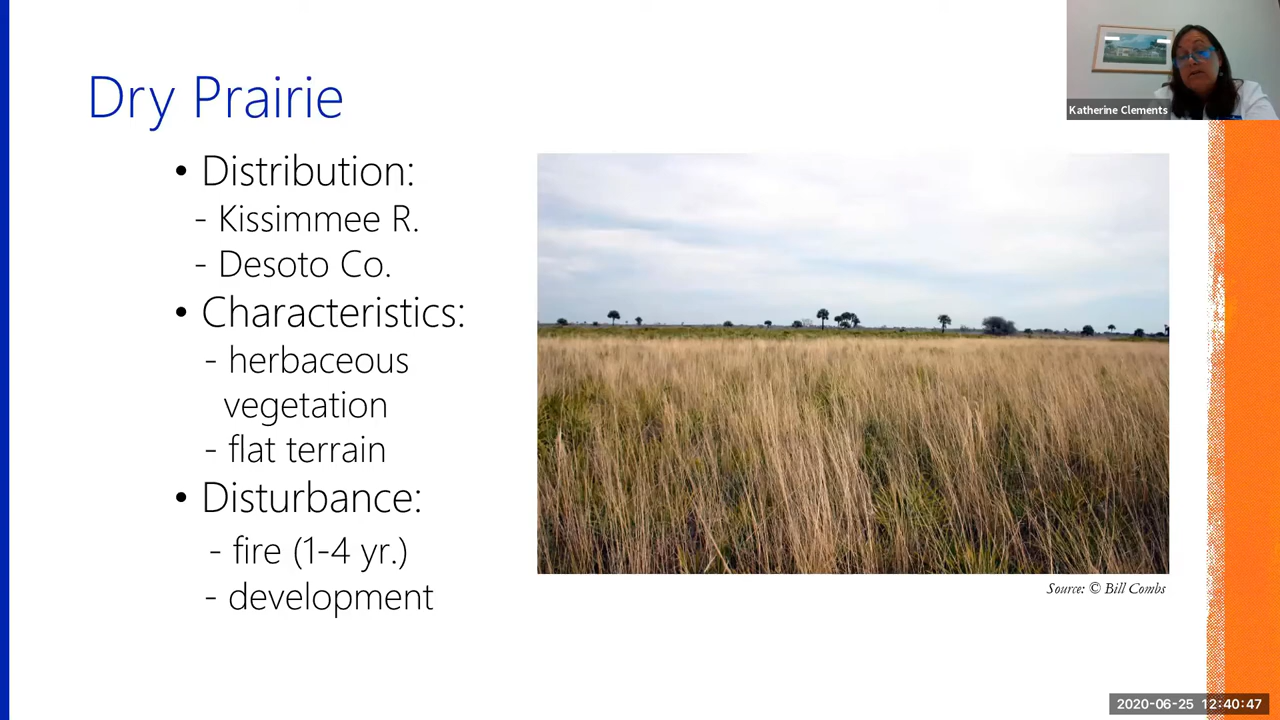 Dry Prairie
• Distribution:
- Kissimmee R.
- Desoto Co.
• Characteristics:
- herbaceous
vegetation
- flat terrain
• Disturbance:
- fire (1-4 yr.)
- development
Source: © Bill Combs
Katherine Clements
2020-06-25 12:40:47